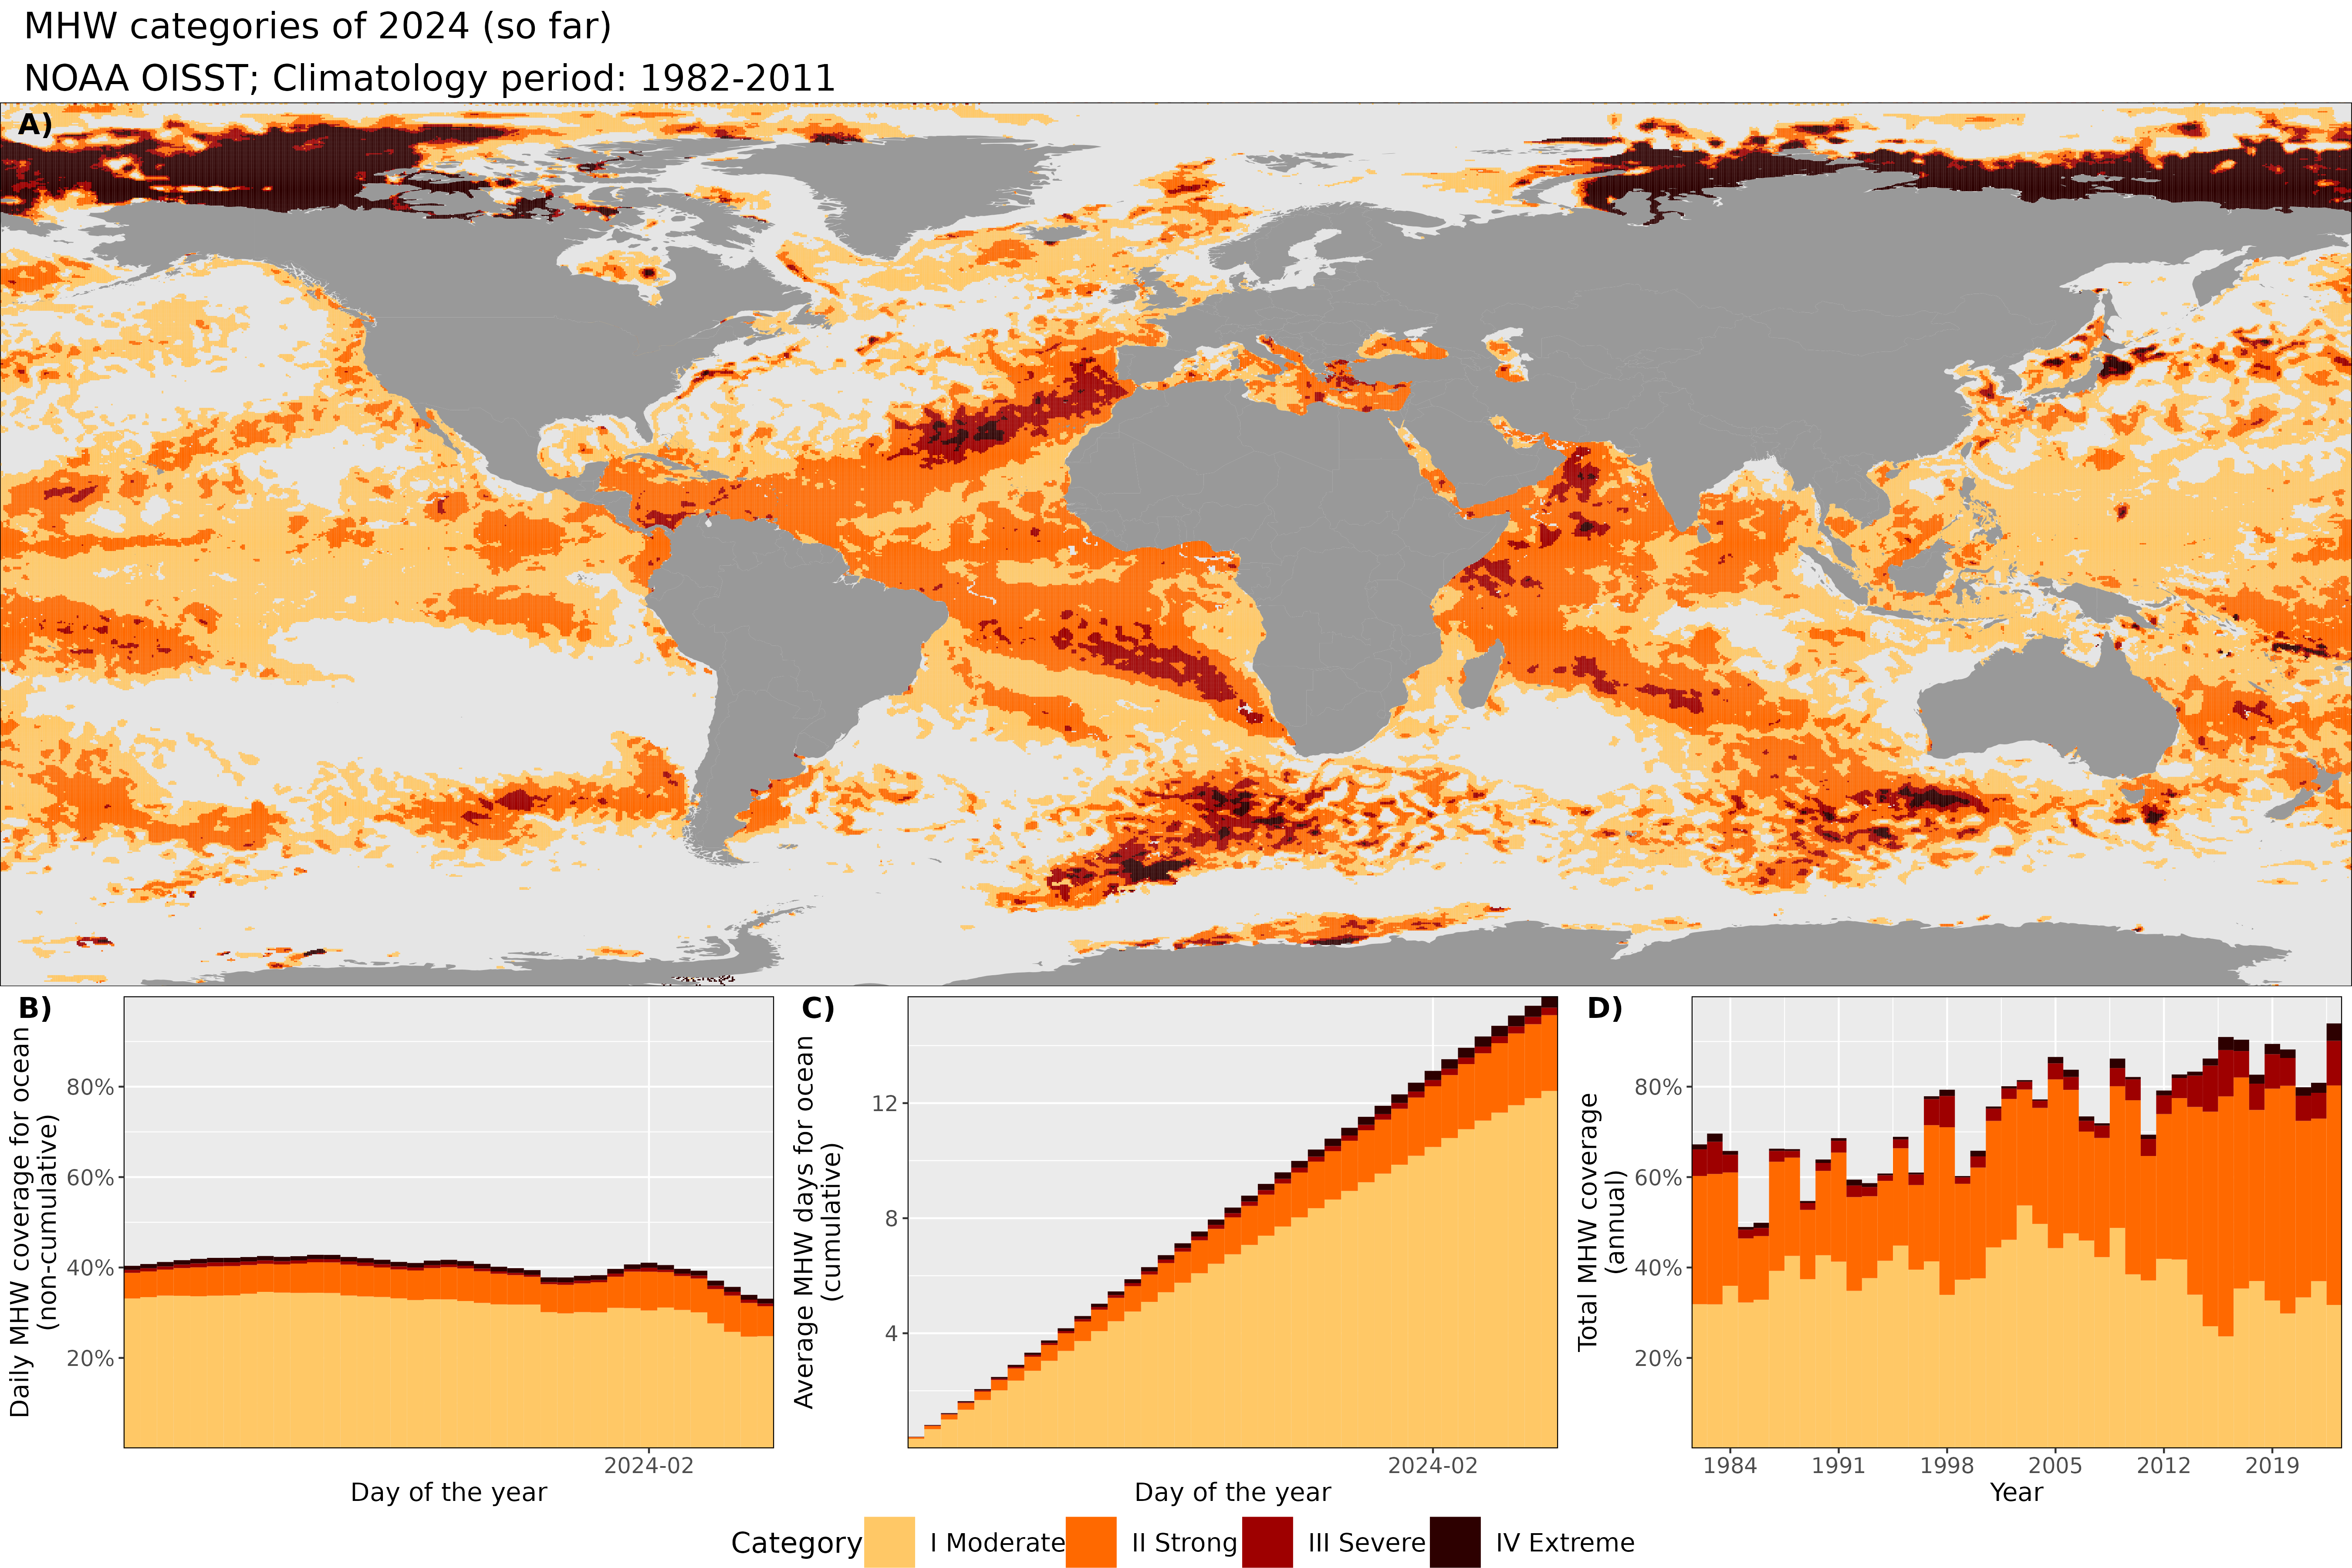 MHW categories of 2024 (so far)
NOAA OISST; Climatology period: 1982-2011
A)
B)
Daily MHW coverage for ocean
(non-cumulative)
80%
60%
40%
20%
2024-02
Day of the year
C)
Average MHW days for ocean
(cumulative)
12
8
4
2024-02
Day of the year
D)
Total MHW coverage
(annual)
80%
60%
40%
20%
1984 1991 1998 2005 2012 2019
Year
Category I Moderate II Strong III Severe IV Extreme